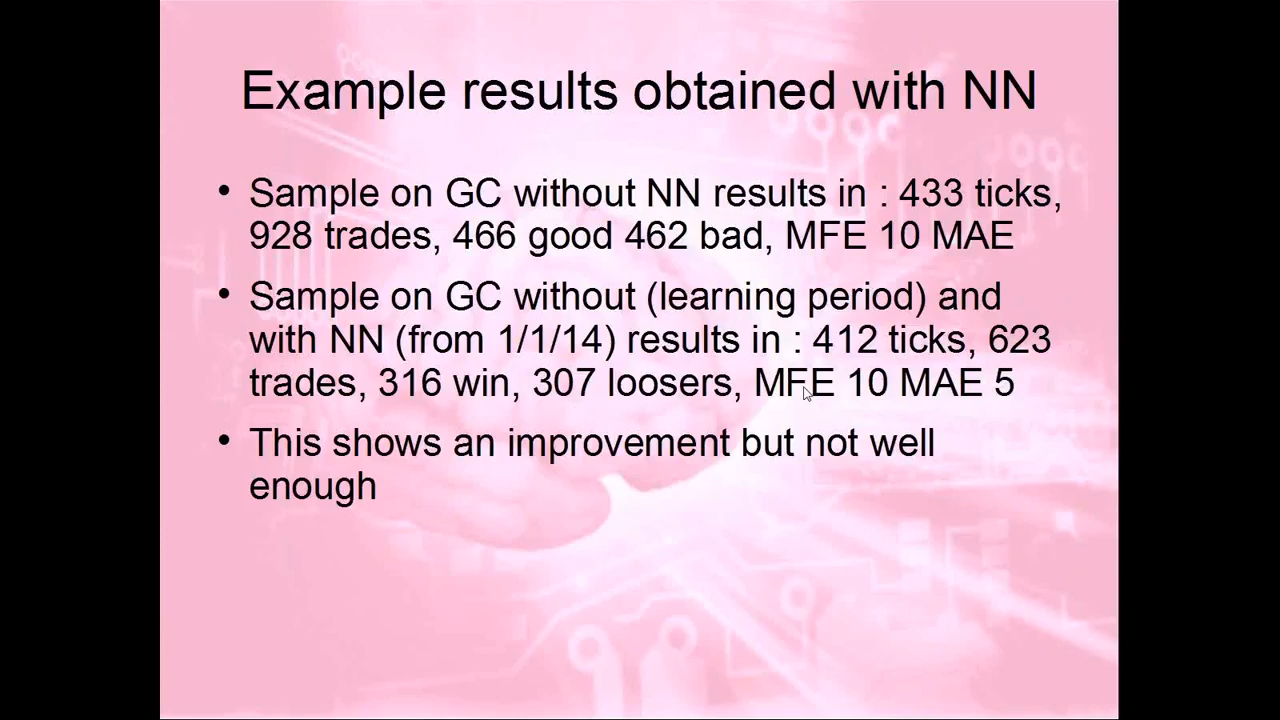 Example results obtained with NN
• Sample on GC without NN results in : 433 ticks,
928 trades, 466 good 462 bad, MFE 10 MAE
• Sample on GC without (learning period) and
with NN (from 1/1/14) results in : 412 ticks, 623
trades, 316 win, 307 loosers, MFE 10 MAE 5
• This shows an improvement but not well
enough